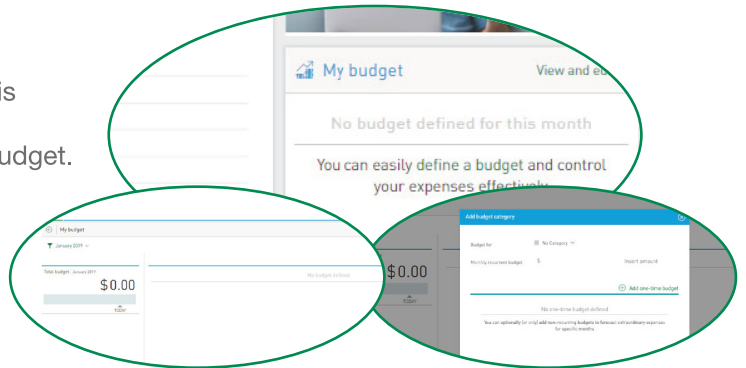 is
udget.
My budget
View and ed
No budget defined for this month
You can easily define a budget and control
your expenses effectively
My budget
January 2019
Total budget January 2019
$0.00
TODAY
No budget defined
$0.00
TODAY
Add budget category
Budget for
No Category
Monthly recurrent budget
$
Insert amount
Add one-time budget
No one-time budget defined
You can optionally (or only) add non-recurring budgets to forecast extraordinary expenses
for specific months